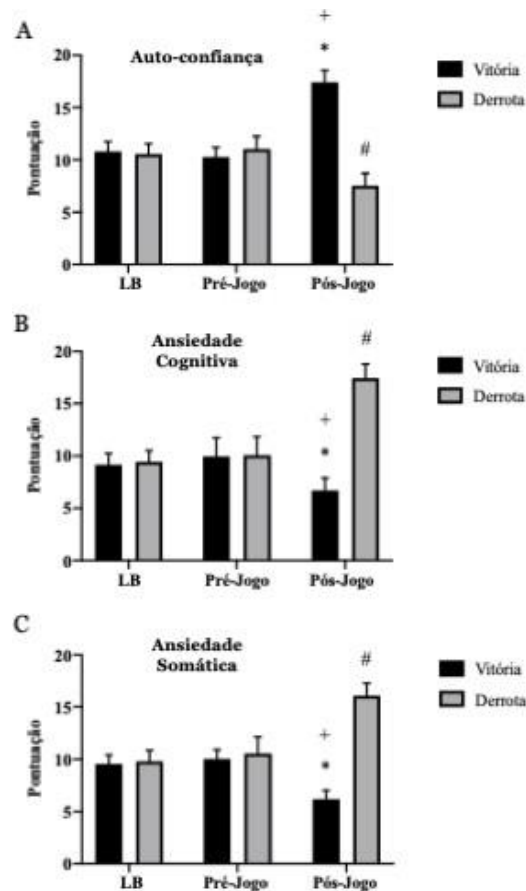 A
Auto-confiança
+
*
#
Vitória
Derrota
Pontuação
20
15
10
5
0
LB Pré-Jogo Pós-Jogo
B
Ansiedade
Cognitiva
#
+
*
Vitória
Derrota
Pontuação
20
15
10
5
0
LB Pré-Jogo Pós-Jogo
C
Ansiedade
Somática
#
+
*
Vitória
Derrota
Pontuação
20
15
10
5
0
LB Pré-Jogo Pós-Jogo